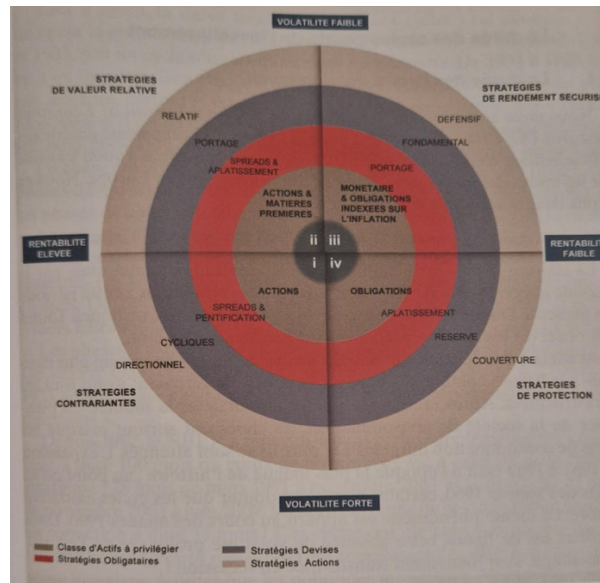 VOLATILITE FAIBLE
STRATEGIES
DE VALEUR RELATIVE
STRATEGIES
DE RENDEMENT SECURISE
RELATIF
DEFENSIF
PORTAGE
FONDAMENTAL
SPREADS &
APLATISSEMENT
PORTAGE
ACTIONS &
MATIERES
PREMIERES
MONETAIRE
& OBLIGATIONS
INDEXEES SUR
L'INFLATION
RENTABILITE
ELEVEE
ii iii
i iv
RENTABILITE
FAIBLE
ACTIONS
OBLIGATIONS
SPREADS &
PENTIFICATION
APLATISSEMENT
CYCLIQUES
RESERVE
DIRECTIONNEL
COUVERTURE
STRATEGIES
CONTRARIANTES
STRATEGIES
DE PROTECTION
VOLATILITE FORTE
Classe d'Actifs à privilégier
Stratégies Obligataires
Stratégies Devises
Stratégies Actions